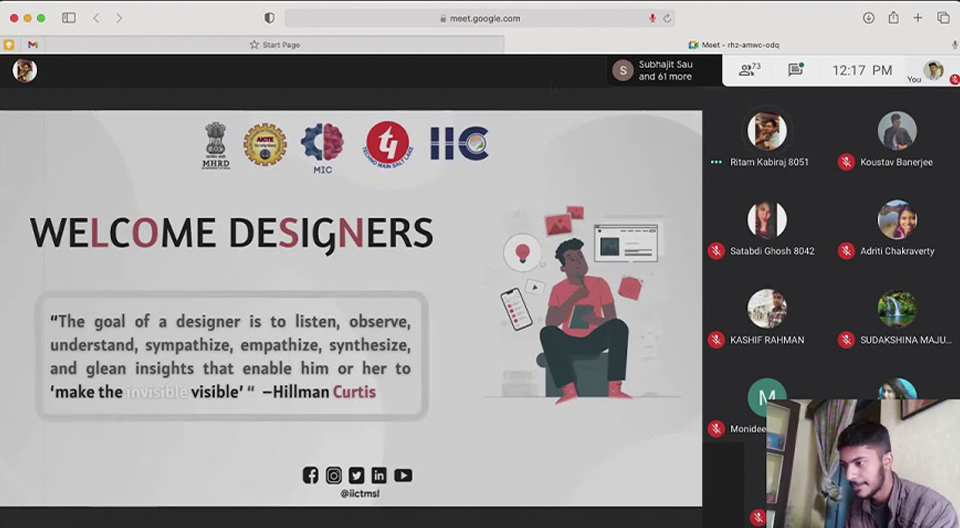 meet.google.com
Start Page
Meet - rhz-amwc-odq
S
Subhajit Sau
and 61 more
73
12:17 PM
You
MHRD
AICTE
MIC
TECHNO MAIN SALT LAKE
IIC
WELCOME DESIGNERS
"The goal of a designer is to listen, observe,
understand, sympathize, empathize, synthesize,
and glean insights that enable him or her to
'make the invisible visible' " –Hillman Curtis
@iictmsl
Ritam Kabiraj 8051
Koustav Banerjee
Satabdi Ghosh 8042
Adriti Chakraverty
KASHIF RAHMAN
SUDAKSHINA MAJU...
M
Monidee